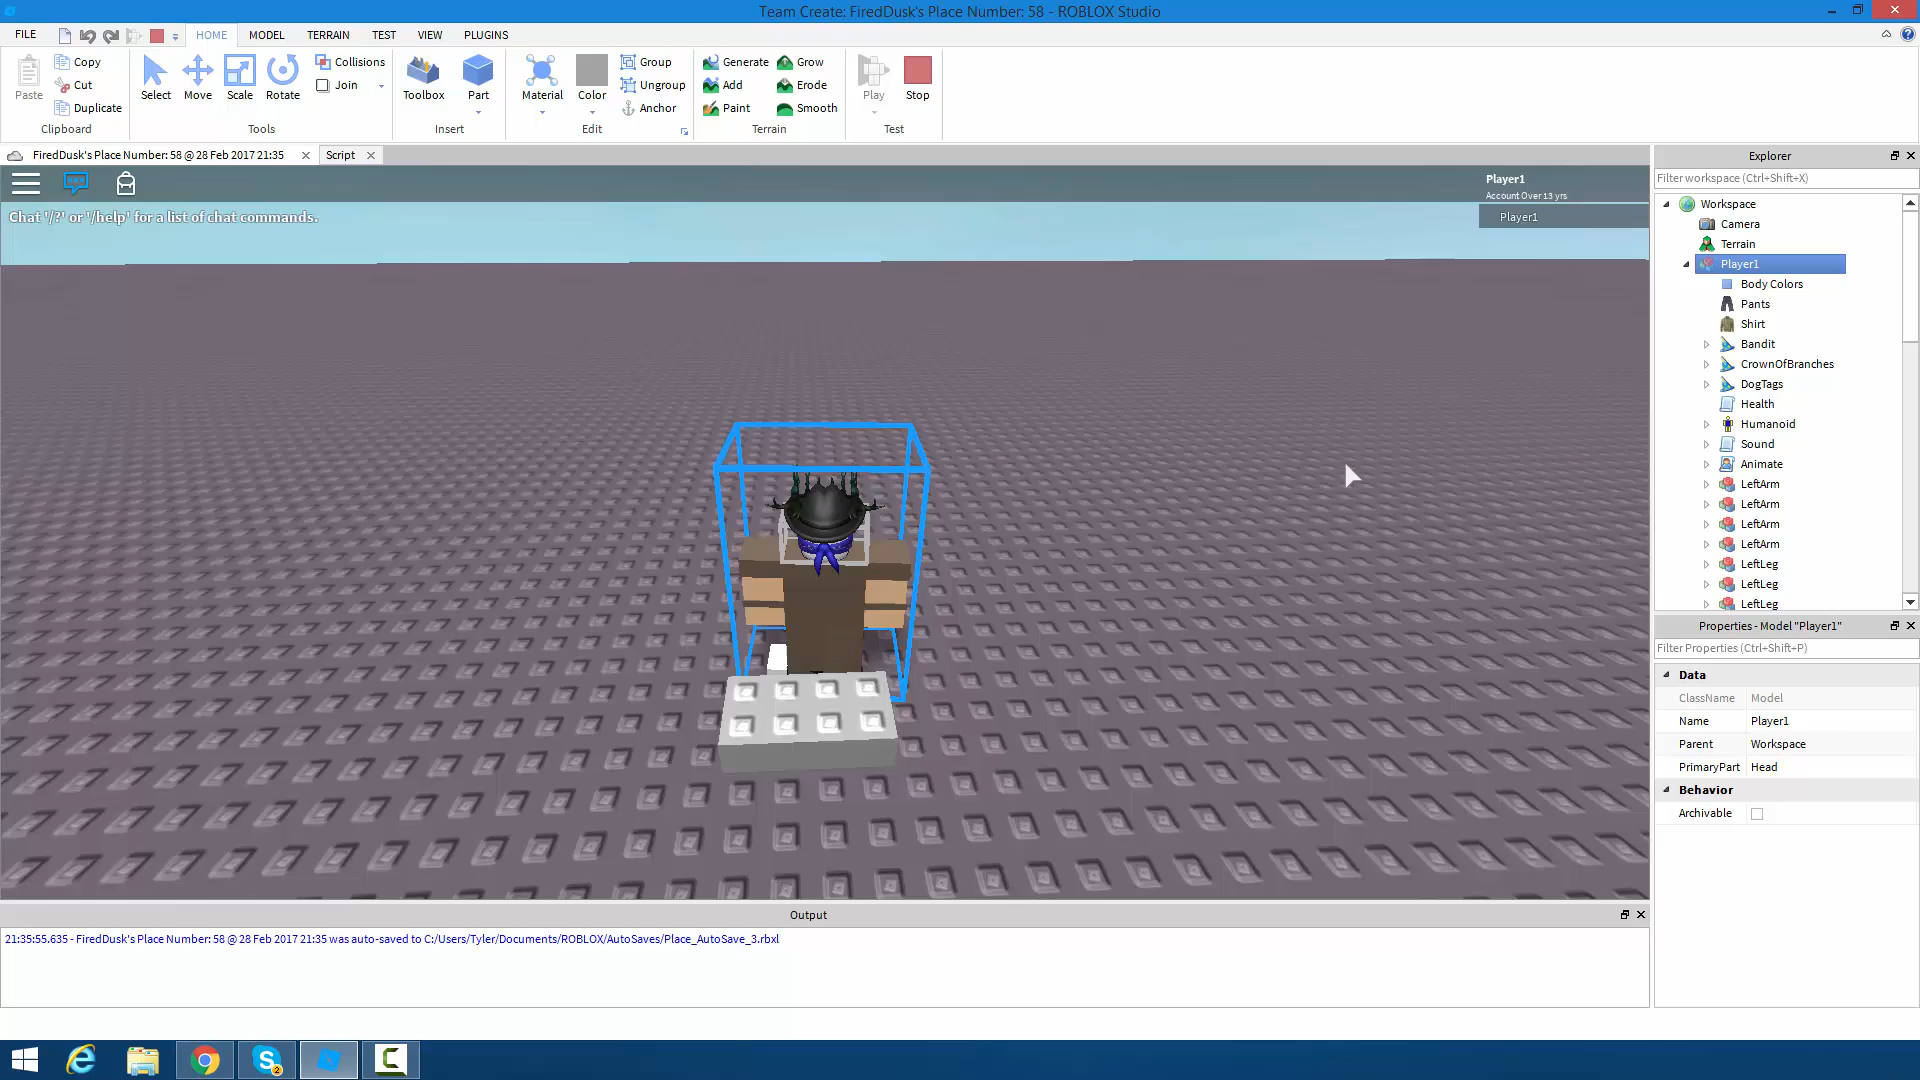 Team Create: FiredDusk's Place Number: 58 - ROBLOX Studio
FILE
HOME
MODEL
TERRAIN
TEST
VIEW
PLUGINS
Paste
Copy
Cut
Duplicate
Clipboard
Select
Move
Scale
Rotate
Collisions
Join
Tools
Toolbox
Part
Insert
Material
Color
Group
Ungroup
Anchor
Edit
Generate
Add
Paint
Grow
Erode
Smooth
Terrain
Play
Stop
Test
FiredDusk's Place Number: 58 @ 28 Feb 2017 21:35
Script
Chat '/?' or '/help' for a list of chat commands.
Player1
Account Over 13 yrs
Player1
Explorer
Filter workspace (Ctrl+Shift+X)
Workspace
Camera
Terrain
Player1
Body Colors
Pants
Shirt
Bandit
CrownOfBranches
DogTags
Health
Humanoid
Sound
Animate
LeftArm
LeftArm
LeftArm
LeftArm
LeftLeg
LeftLeg
LeftLeg
Properties - Model "Player1"
Filter Properties (Ctrl+Shift+P)
Data
ClassName Model
Name Player1
Parent Workspace
PrimaryPart Head
Behavior
Archivable
Output
21:35:55.635 - FiredDusk's Place Number: 58 @ 28 Feb 2017 21:35 was auto-saved to C:/Users/Tyler/Documents/ROBLOX/AutoSaves/Place_AutoSave_3.rbxl
2